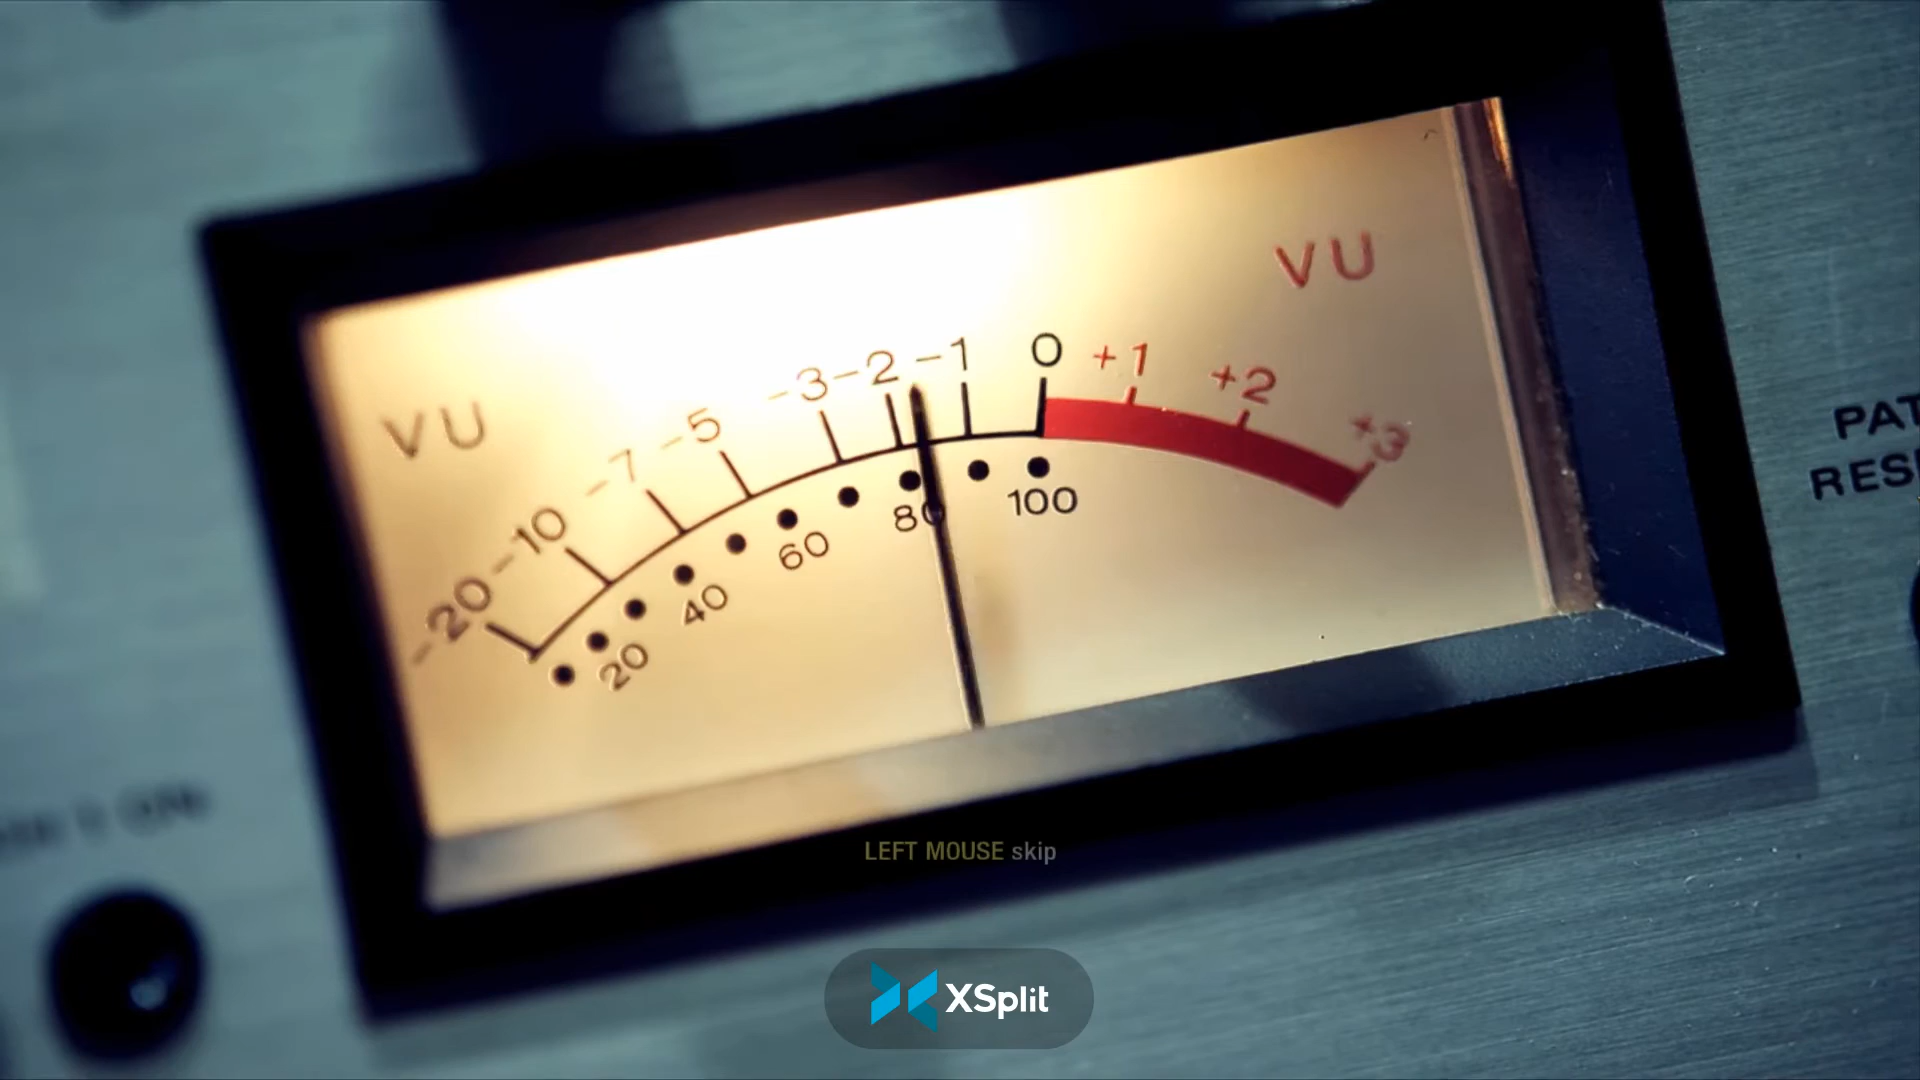 VU
VU
-20 -10 -7 -5 -3 -2 -1 0 +1 +2 +3
20 40 60 80 100
PAT
RES
ON
LEFT MOUSE skip
XSplit